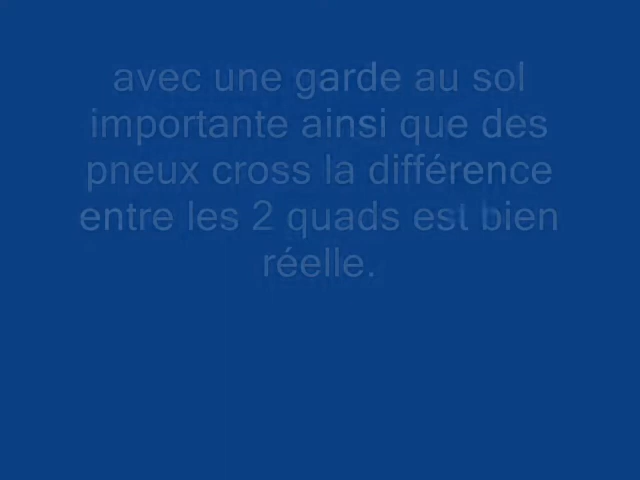 avec une garde au sol
importante ainsi que des
pneux cross la différence
entre les 2 quads est bien
réelle.